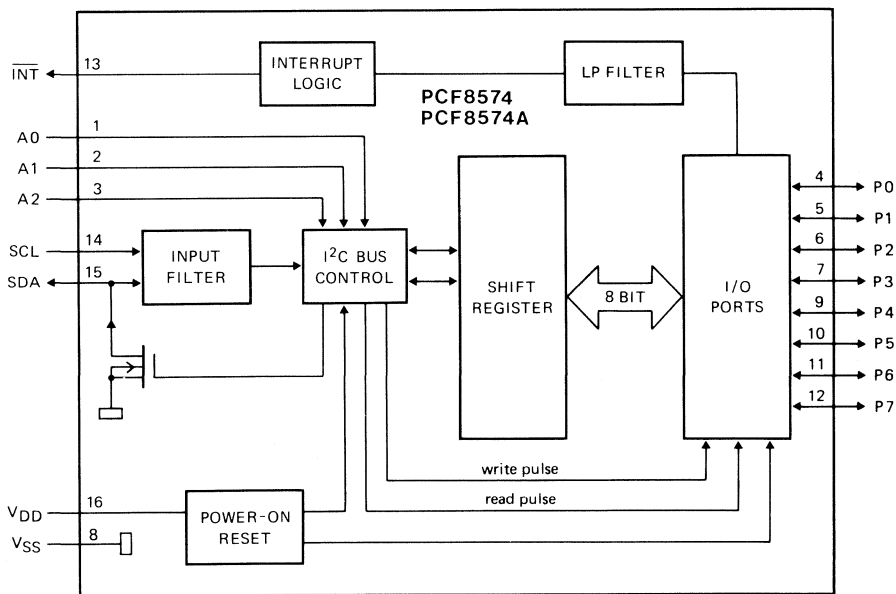 INT
13
INTERRUPT
LOGIC
LP FILTER
PCF8574
PCF8574A
A0
1
A1
2
A2
3
SCL
14
SDA
15
INPUT
FILTER
I²C BUS
CONTROL
SHIFT
REGISTER
8 BIT
I/O
PORTS
4
P0
5
P1
6
P2
7
P3
9
P4
10
P5
11
P6
12
P7
write pulse
read pulse
VDD
16
VSS
8
POWER-ON
RESET